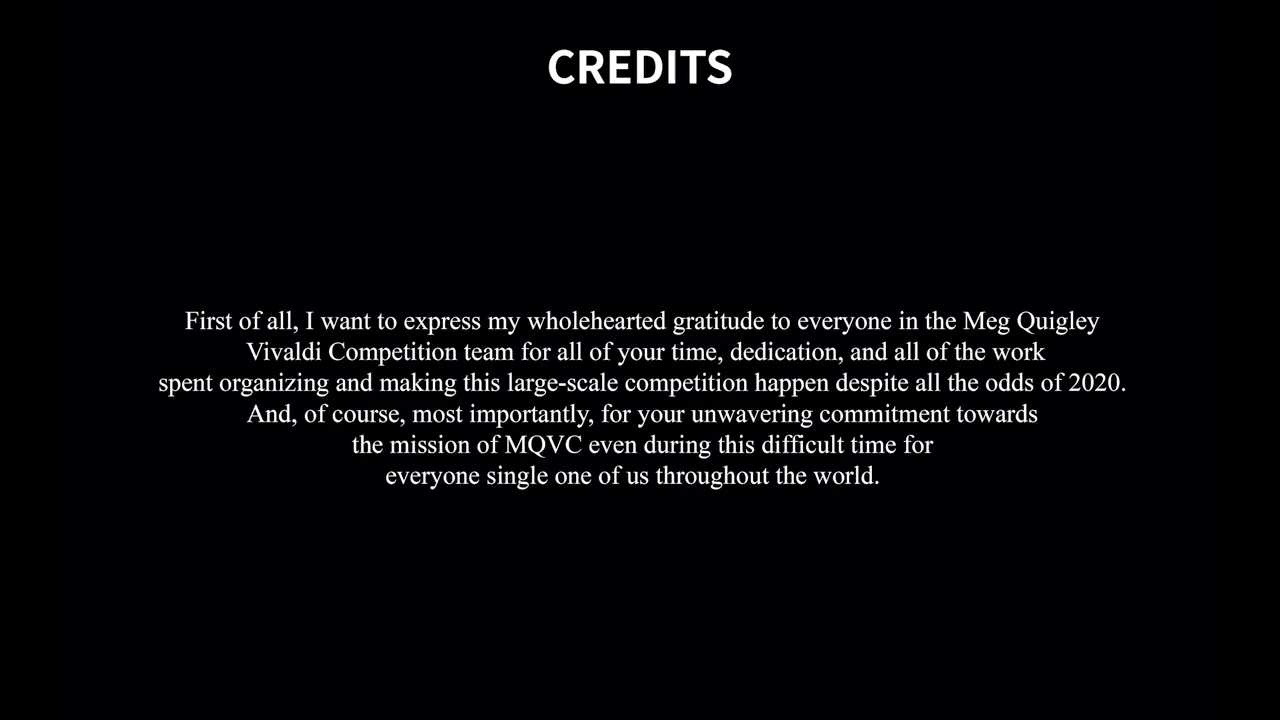 CREDITS
First of all, I want to express my wholehearted gratitude to everyone in the Meg Quigley
Vivaldi Competition team for all of your time, dedication, and all of the work
spent organizing and making this large-scale competition happen despite all the odds of 2020.
And, of course, most importantly, for your unwavering commitment towards
the mission of MQVC even during this difficult time for
everyone single one of us throughout the world.